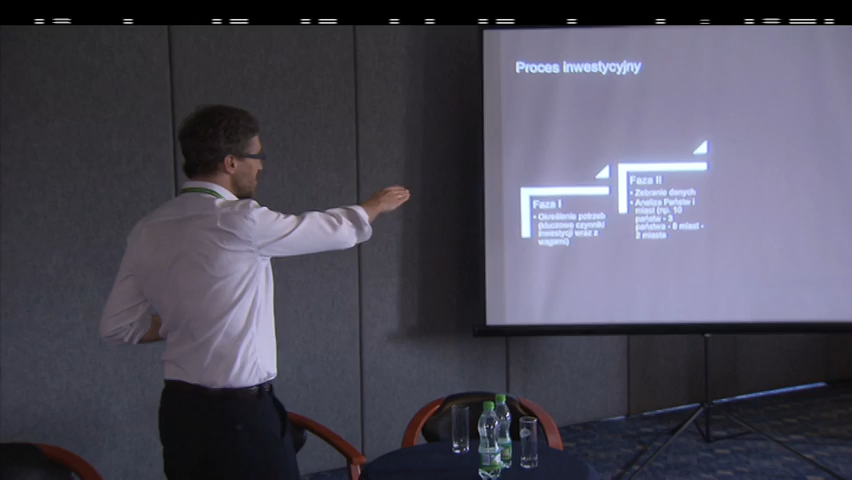 Proces inwestycyjny
Faza I
• Określenie potrzeb
(kluczowe czynniki
inwestycji wraz z
wagami)
Faza II
• Zebranie danych
• Analiza Państw i
miast (np. 10
państw - 3
państwa - 8 miast -
2 miasta